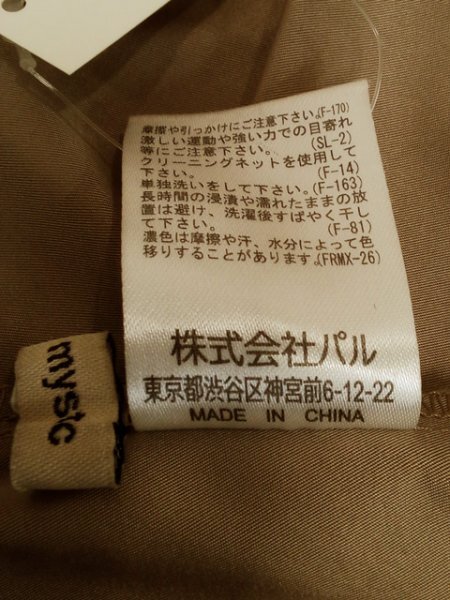 摩擦や引っかけにご注意下さい。(F-170)
激しい運動や強い力での目寄れ
等にご注意下さい。 (SL-2)
クリーニングネットを使用して
下さい。 (F-14)
単独洗いをして下さい。(F-163)
長時間の浸漬や濡れたままの放
置は避け、洗濯後すばやく干し
て下さい。 (F-81)
濃色は摩擦や汗、水分によって色
移りすることがあります。(FRMX-26)
株式会社パル
東京都渋谷区神宮前6-12-22
MADE IN CHINA
mystic